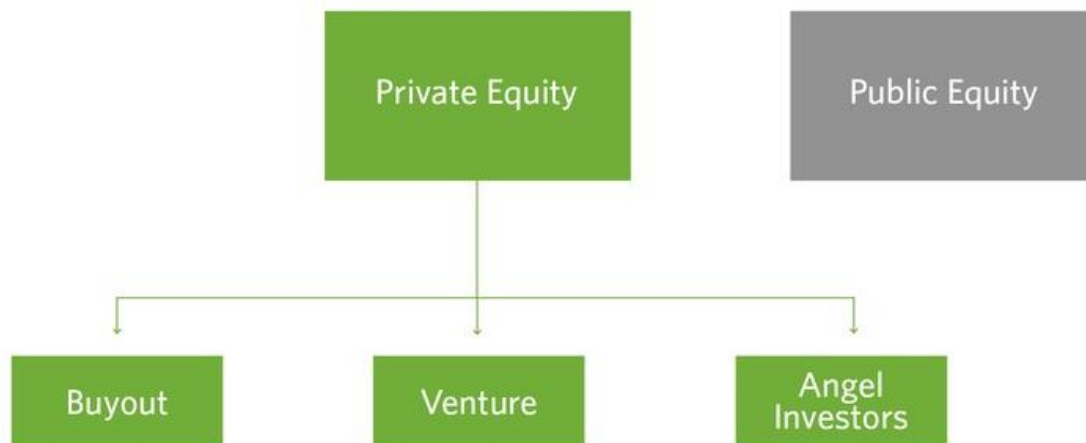 Private Equity
Public Equity
Buyout
Venture
Angel
Investors